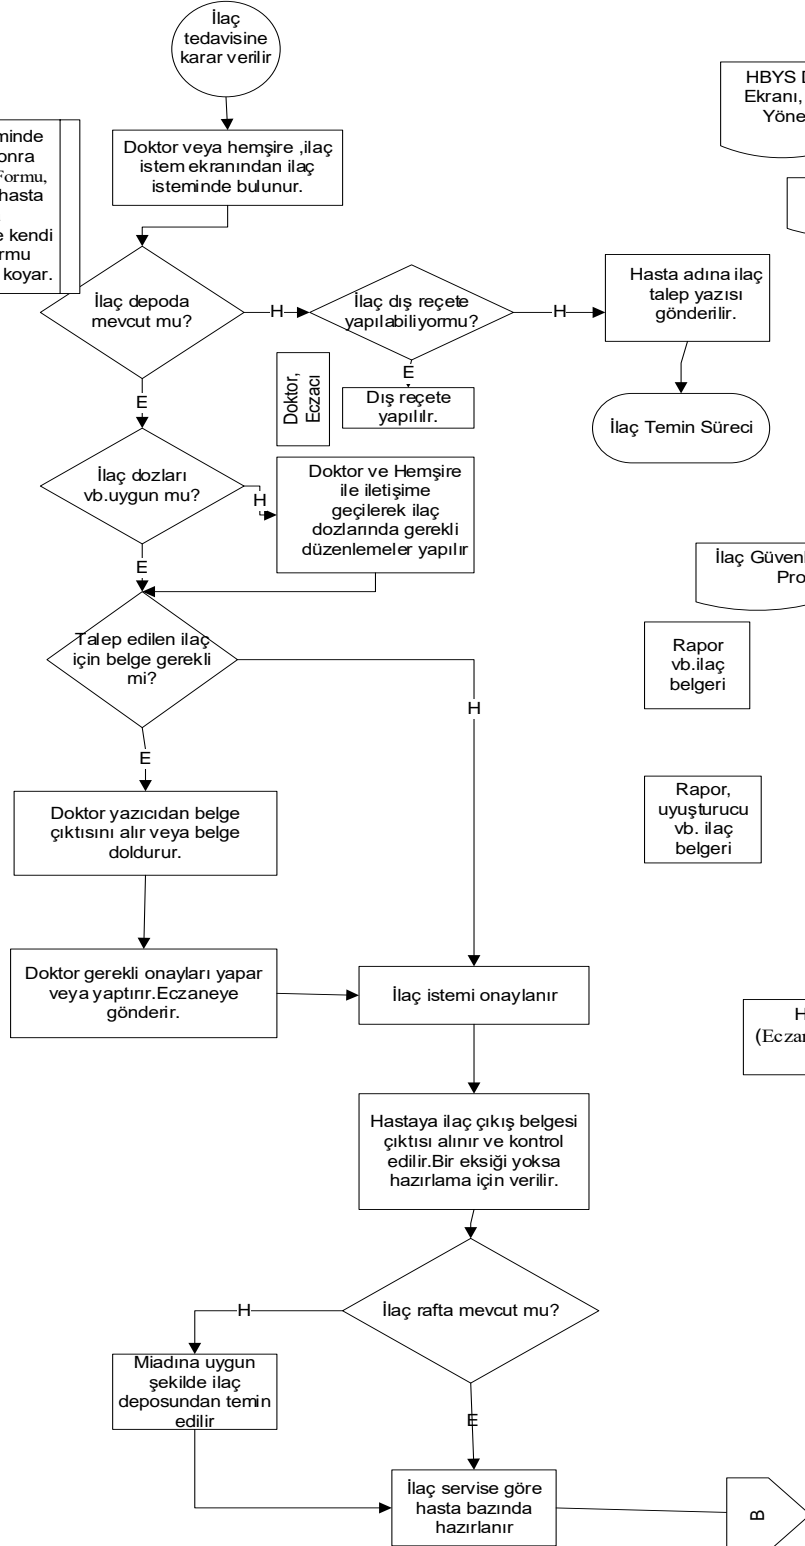 İlaç
tedavisine
karar verilir
HBYS
Ekranı,
Doktor veya hemşire ,ilaç
istem ekranından ilaç
isteminde bulunur.
onra
Formu,
hasta
e kendi
koyar.
İlaç depoda
mevcut mu?
H
İlaç dış reçete
yapılabiliyormu?
H
Hasta adına ilaç
talep yazısı
gönderilir.
E
E
Doktor,
Eczacı
Dış reçete
yapılılr.
İlaç Temin Süreci
İlaç dozları
vb.uygun mu?
H
Doktor ve Hemşire
ile iletişime
geçilerek ilaç
dozlarında gerekli
düzenlemeler yapılır
E
İlaç
Talep edilen ilaç
için belge gerekli
mi?
H
Rapor
vb.ilaç
belgeri
E
Doktor yazıcıdan belge
çıktısını alır veya belge
doldurur.
Rapor,
uyuşturucu
vb. ilaç
belgeri
Doktor gerekli onayları yapar
veya yaptırır.Eczaneye
gönderir.
İlaç istemi onaylanır
H
Hastaya ilaç çıkış belgesi
çıktısı alınır ve kontrol
edilir.Bir eksiği yoksa
hazırlama için verilir.
İlaç rafta mevcut mu?
H
Miadına uygun
şekilde ilaç
deposundan temin
edilir
E
İlaç servise göre
hasta bazında
hazırlanır
B